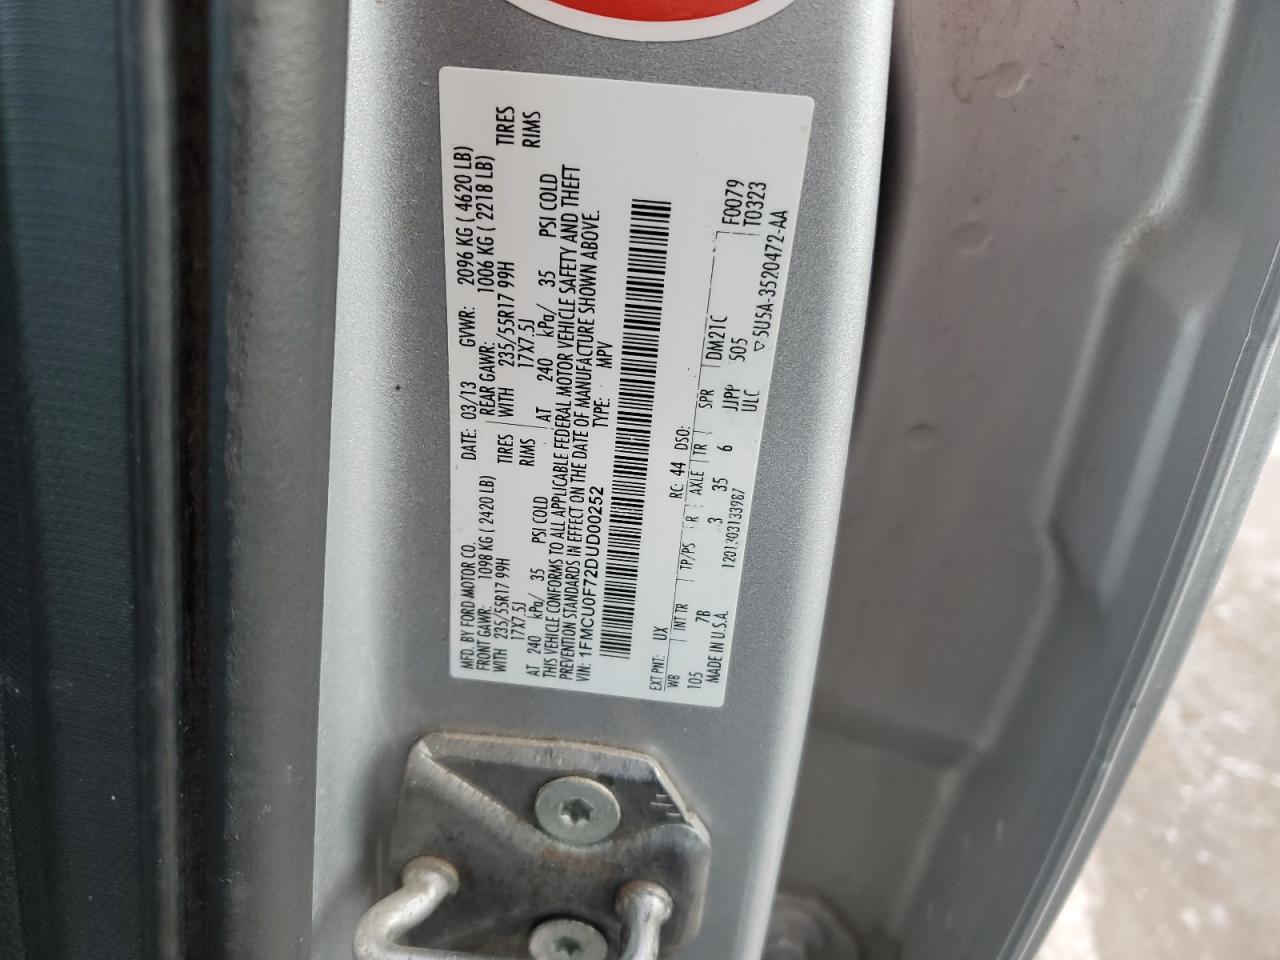 MFD. BY FORD MOTOR CO.
DATE: 03/13 GVWR: 2096 KG ( 4620 LB)
FRONT GAWR: 1098 KG ( 2420 LB) REAR GAWR: 1006 KG ( 2218 LB)
WITH 235/55R17 99H TIRES WITH 235/55R17 99H TIRES
17X7.5J RIMS 17X7.5J RIMS
AT 240 kPa/ 35 PSI COLD AT 240 kPa/ 35 PSI COLD
THIS VEHICLE CONFORMS TO ALL APPLICABLE FEDERAL MOTOR VEHICLE SAFETY AND THEFT
PREVENTION STANDARDS IN EFFECT ON THE DATE OF MANUFACTURE SHOWN ABOVE.
VIN: 1FMCU0F72DUD00252 TYPE: MPV
EXT PNT: UX RC: 44 DSO:
WB INT TR TP/PS R AXLE TR SPR DM21C F0079
105 7B 3 35 6 JJPP 505 T0323
MADE IN U.S.A. 1201303133987 ULC
▽5U5A-3520472-AA